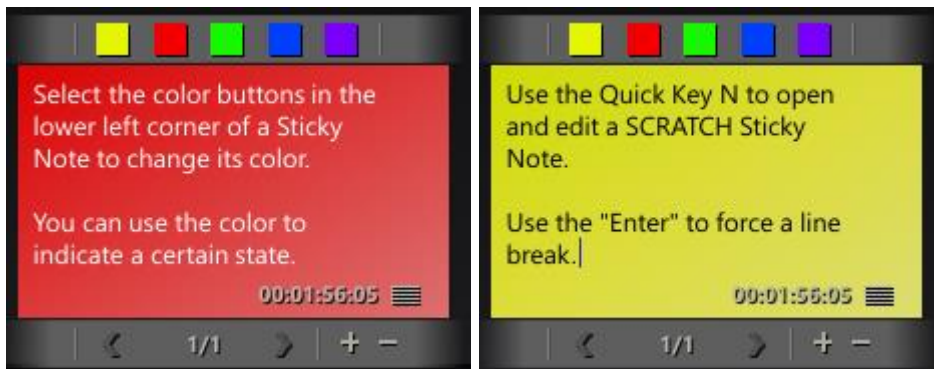 Select the color buttons in the
lower left corner of a Sticky
Note to change its color.
You can use the color to
indicate a certain state.
00:01:56:05
1/1
Use the Quick Key N to open
and edit a SCRATCH Sticky
Note.
Use the "Enter" to force a line
break.
00:01:56:05
1/1